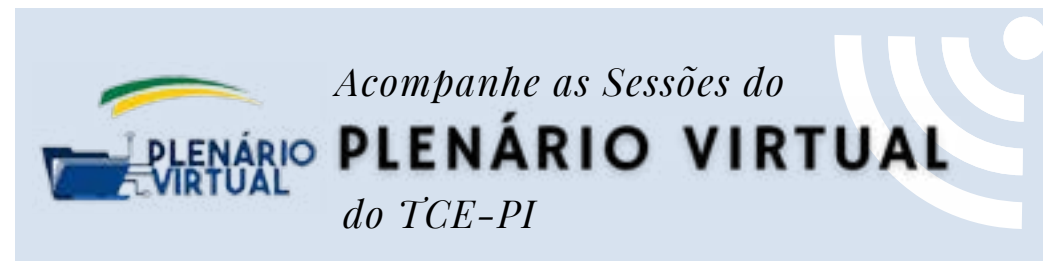 PLENÁRIO
VIRTUAL
Acompanhe as Sessões do
PLENÁRIO VIRTUAL
do TCE-PI